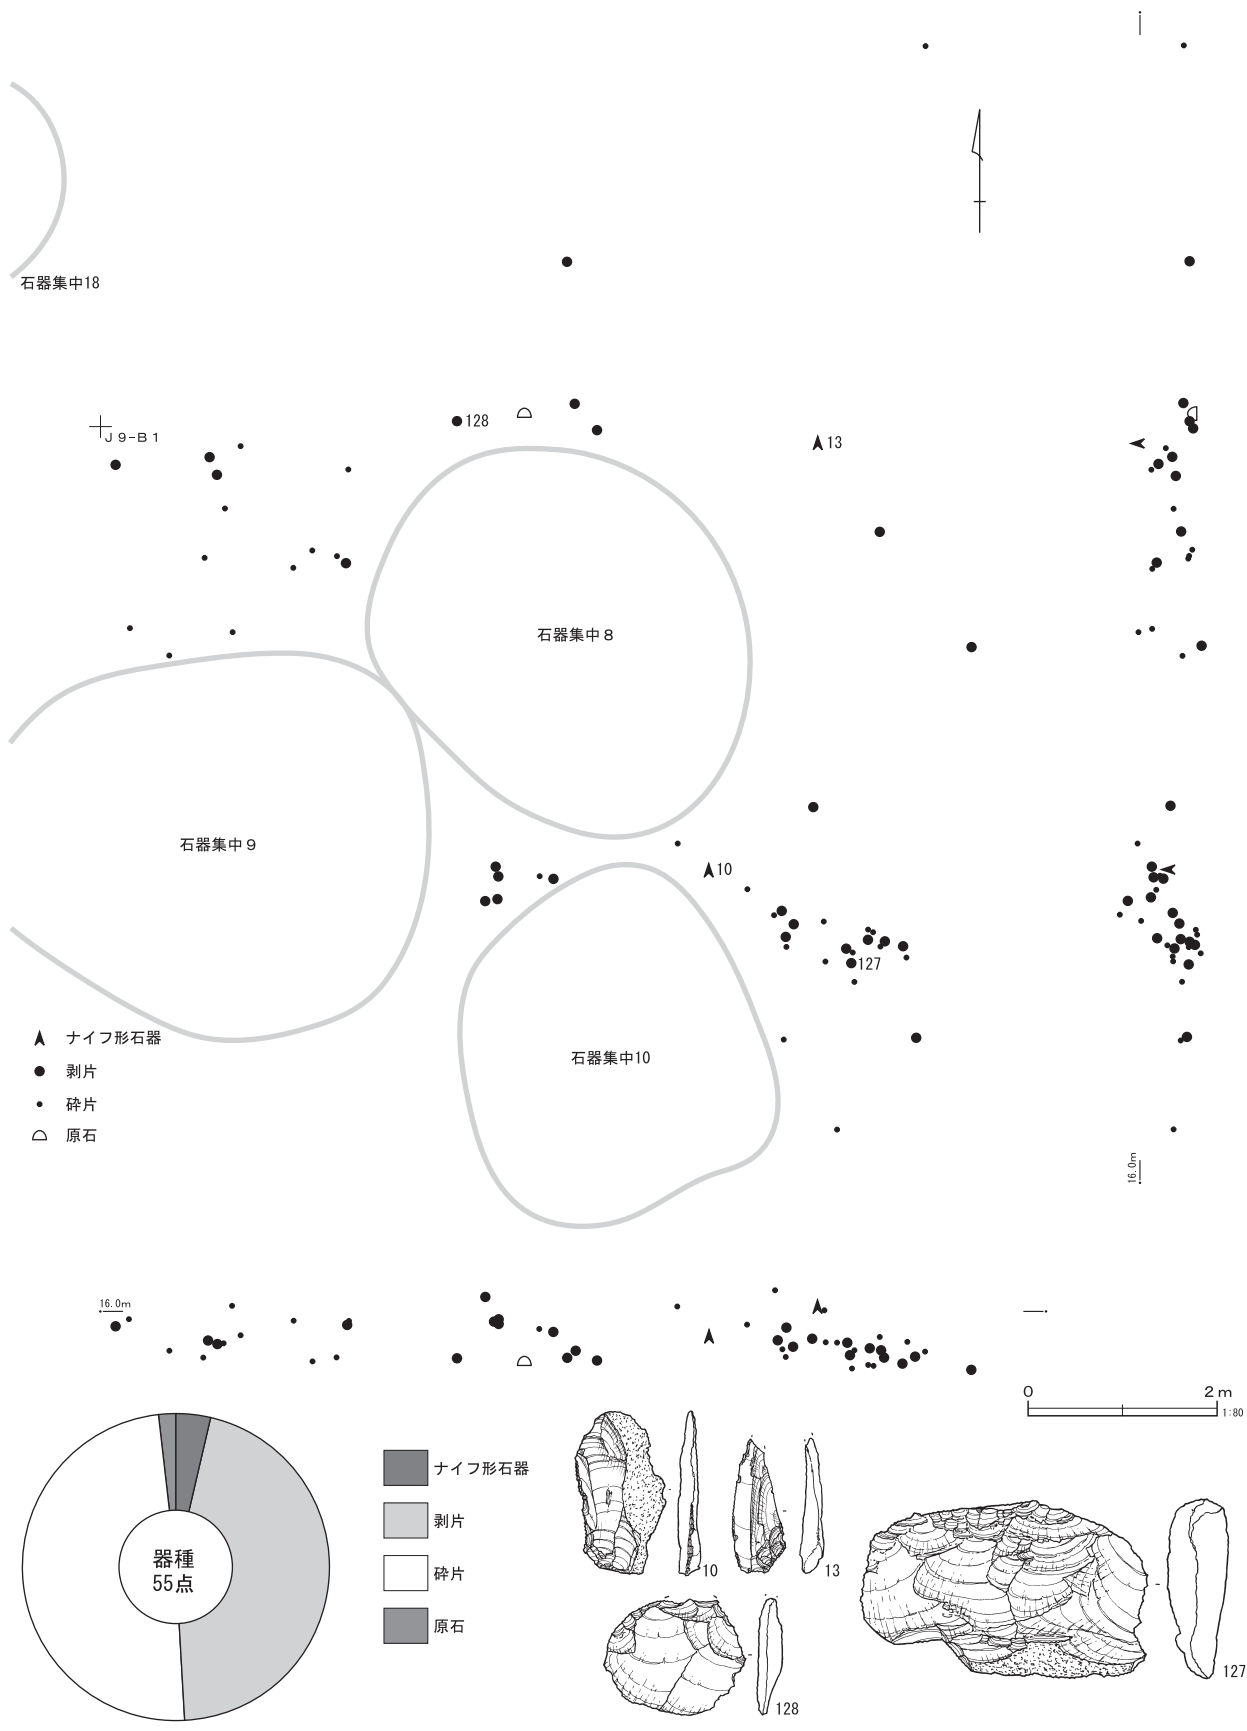 石器集中18
128
J9-B1
13
石器集中８
石器集中９
10
127
ナイフ形石器
剥片
砕片
原石
石器集中10
16.0m
16.0m
0 2m
1:80
器種
55点
ナイフ形石器
剥片
砕片
原石
10
13
128
127